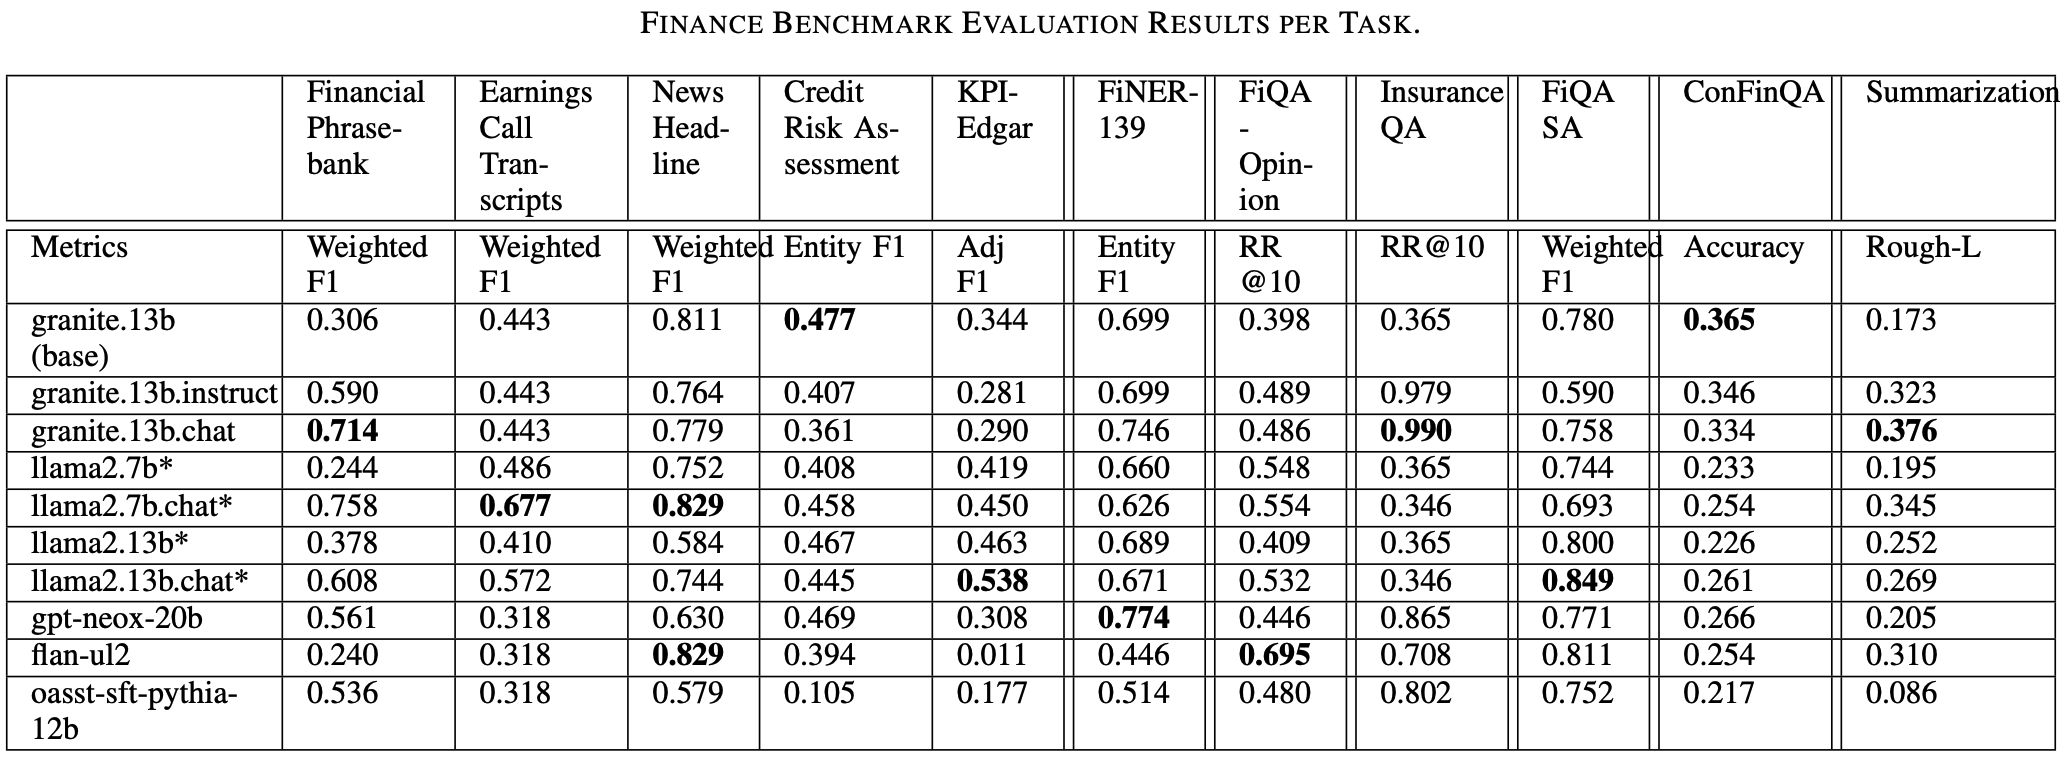 FINANCE BENCHMARK EVALUATION RESULTS PER TASK.
Financial Phrase-bank Earnings Call Tran-scripts News Head-line Credit Risk As-sessment KPI-Edgar FiNER-139 FiQA - Opin-ion Insurance QA FiQA SA ConFinQA Summarization
Metrics Weighted F1 Weighted F1 Weighted F1 Entity F1 Adj F1 Entity F1 RR @10 RR@10 Weighted F1 Accuracy Rough-L
granite.13b (base) 0.306 0.443 0.811 0.477 0.344 0.699 0.398 0.365 0.780 0.365 0.173
granite.13b.instruct 0.590 0.443 0.764 0.407 0.281 0.699 0.489 0.979 0.590 0.346 0.323
granite.13b.chat 0.714 0.443 0.779 0.361 0.290 0.746 0.486 0.990 0.758 0.334 0.376
llama2.7b* 0.244 0.486 0.752 0.408 0.419 0.660 0.548 0.365 0.744 0.233 0.195
llama2.7b.chat* 0.758 0.677 0.829 0.458 0.450 0.626 0.554 0.346 0.693 0.254 0.345
llama2.13b* 0.378 0.410 0.584 0.467 0.463 0.689 0.409 0.365 0.800 0.226 0.252
llama2.13b.chat* 0.608 0.572 0.744 0.445 0.538 0.671 0.532 0.346 0.849 0.261 0.269
gpt-neox-20b 0.561 0.318 0.630 0.469 0.308 0.774 0.446 0.865 0.771 0.266 0.205
flan-ul2 0.240 0.318 0.829 0.394 0.011 0.446 0.695 0.708 0.811 0.254 0.310
oasst-sft-pythia-12b 0.536 0.318 0.579 0.105 0.177 0.514 0.480 0.802 0.752 0.217 0.086